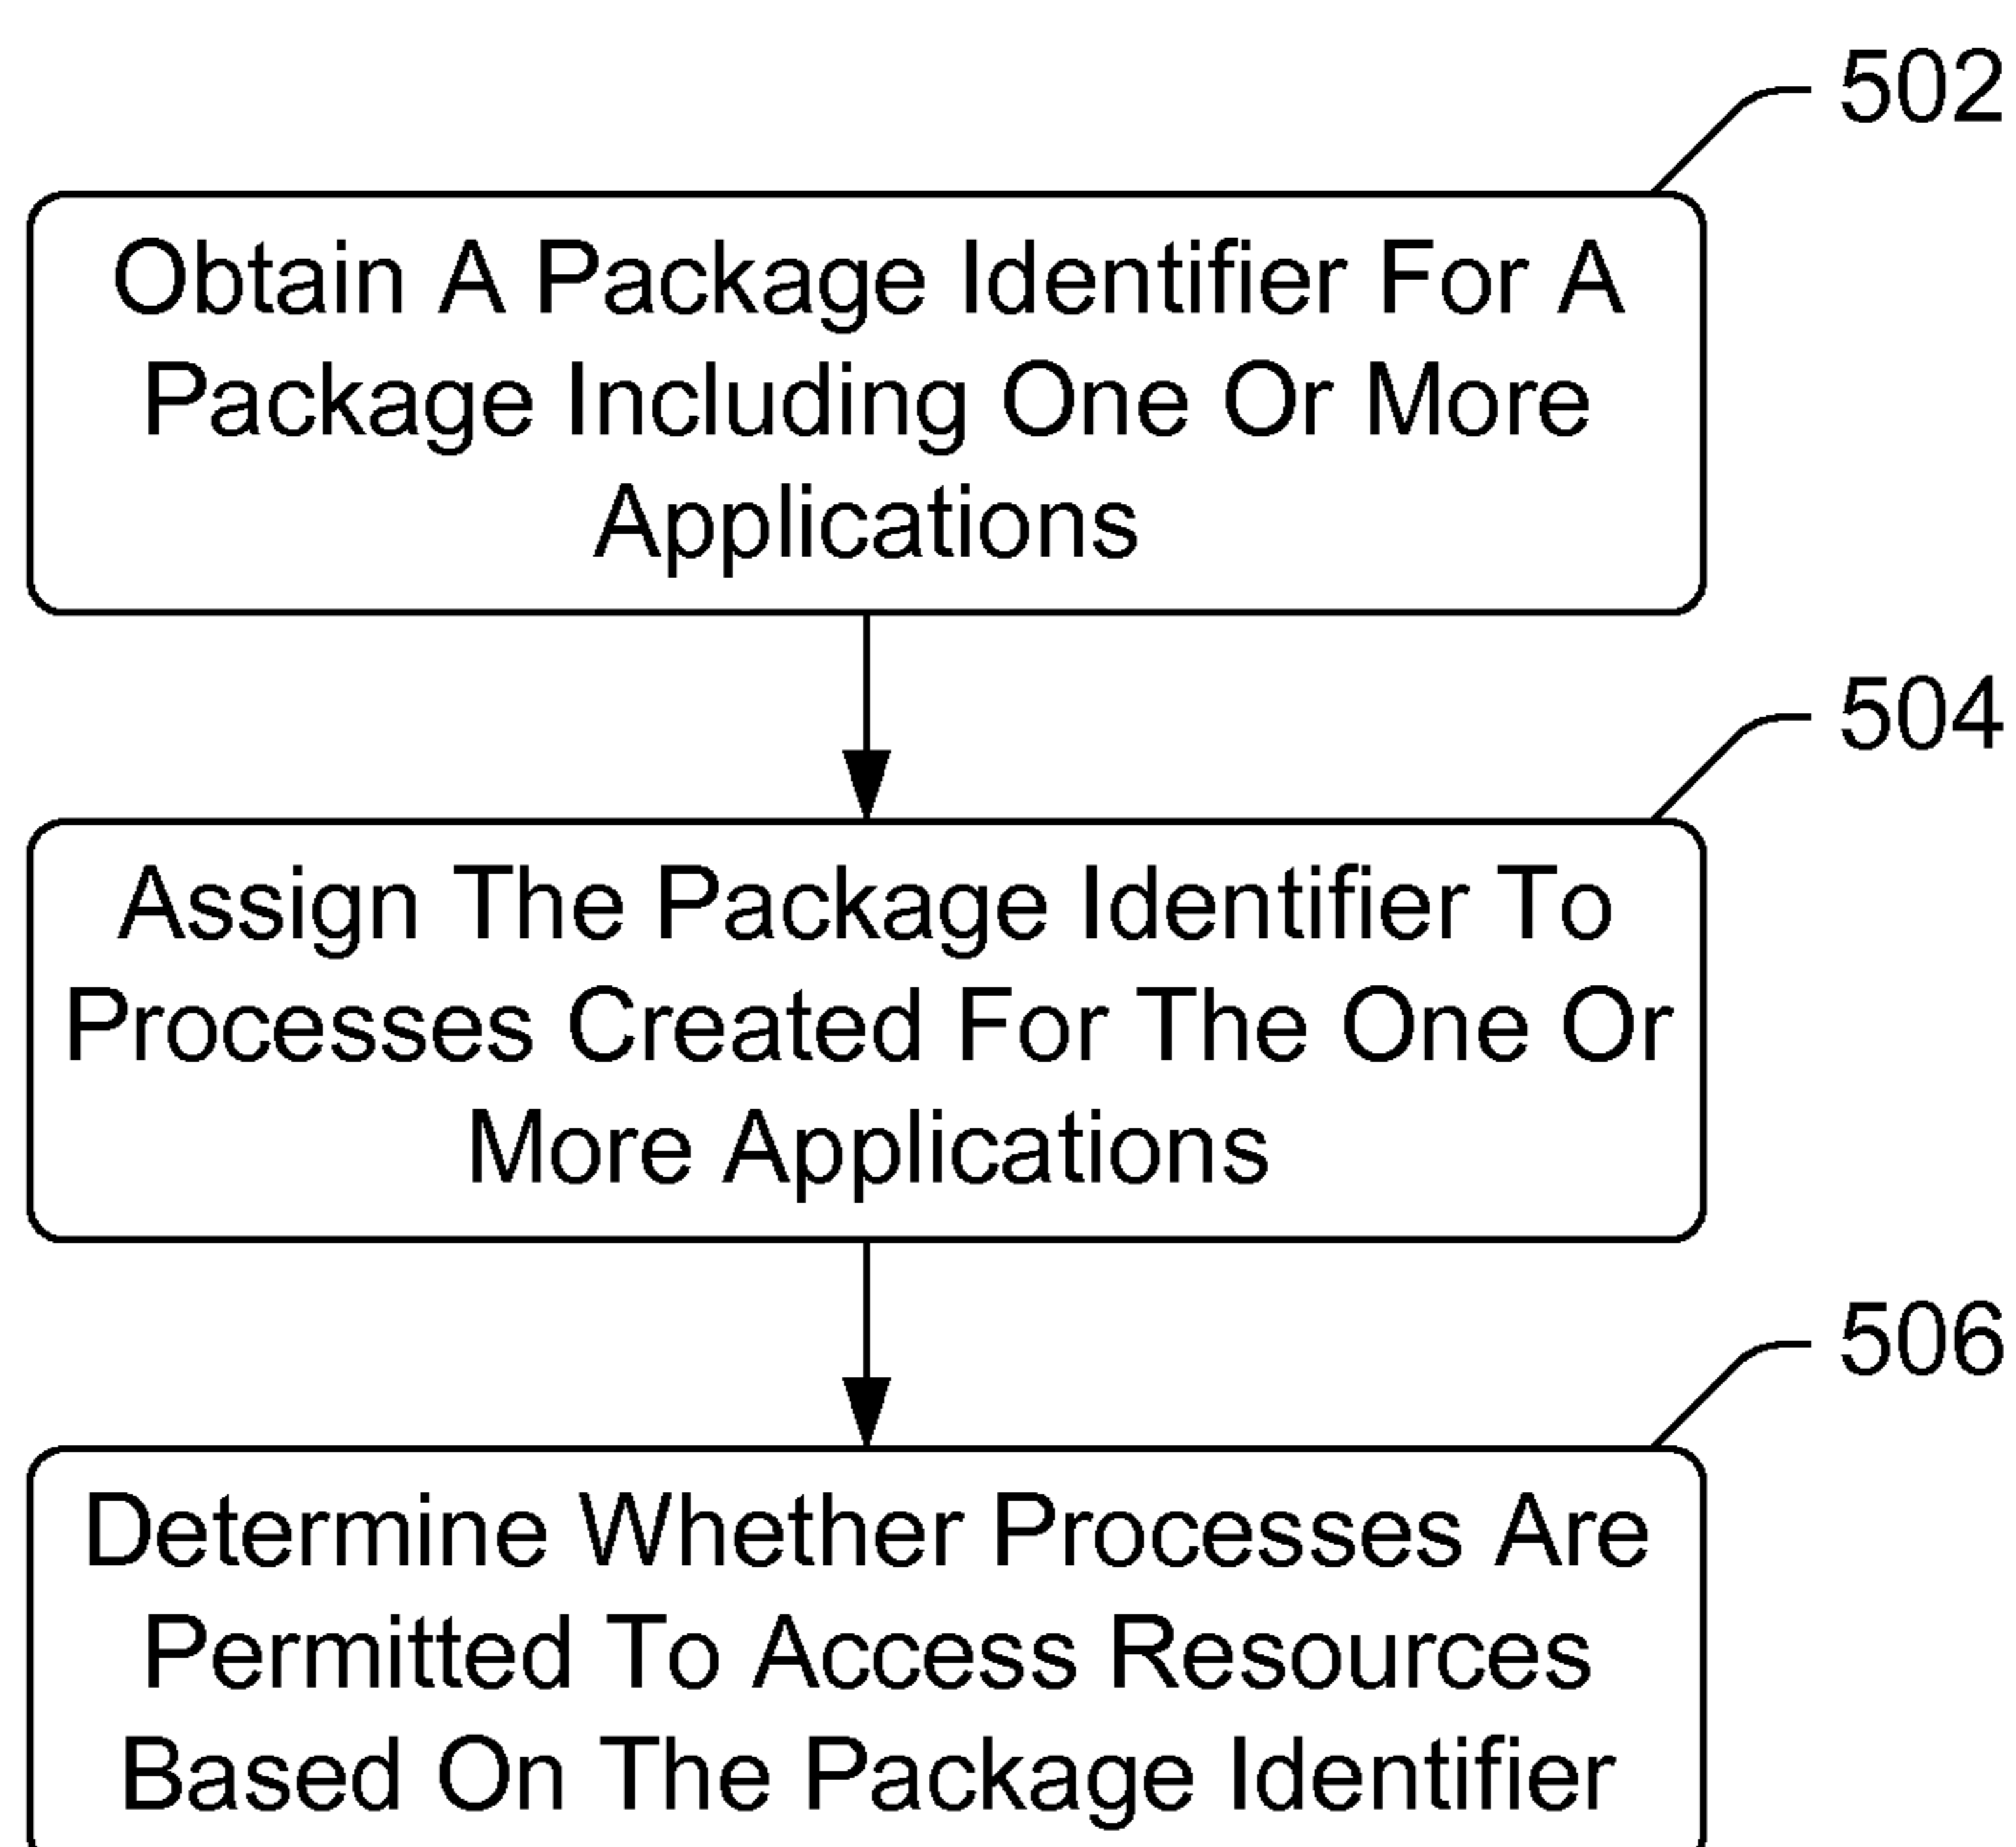 502
Obtain A Package Identifier For A
Package Including One Or More
Applications
504
Assign The Package Identifier To
Processes Created For The One Or
More Applications
506
Determine Whether Processes Are
Permitted To Access Resources
Based On The Package Identifier